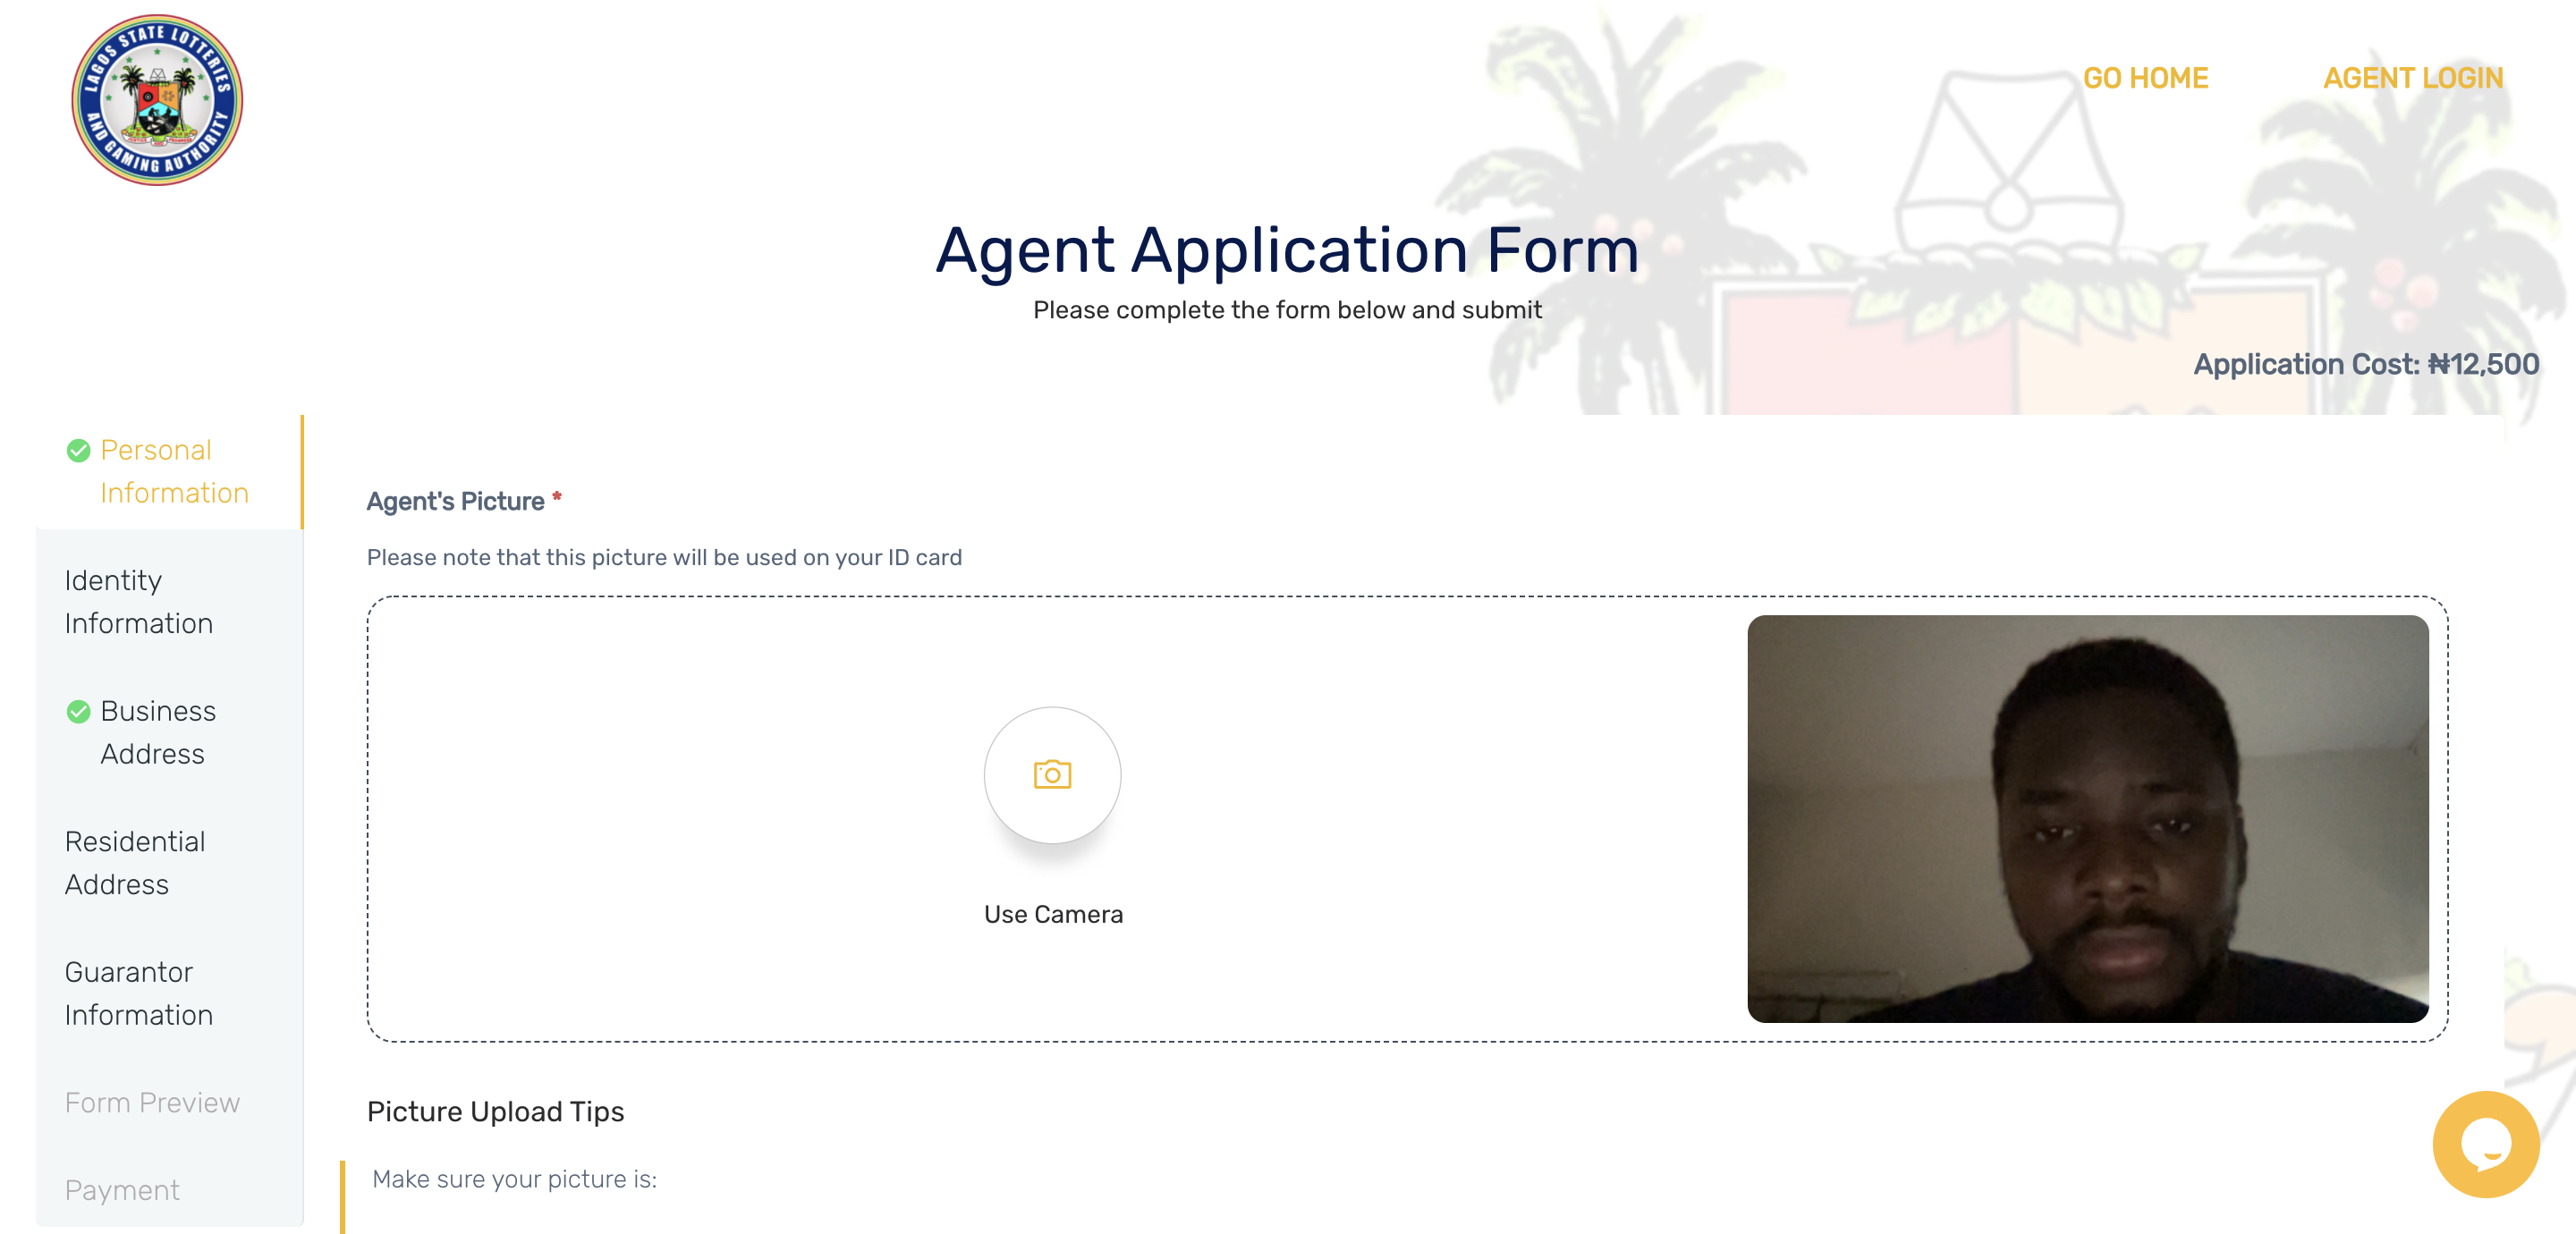 LAGOS STATE LOTTERIES
AND GAMING AUTHORITY
GO HOME
AGENT LOGIN
Agent Application Form
Please complete the form below and submit
Application Cost: ₦12,500
Personal
Information
Identity
Information
Business
Address
Residential
Address
Guarantor
Information
Form Preview
Payment
Agent's Picture *
Please note that this picture will be used on your ID card
Use Camera
Picture Upload Tips
Make sure your picture is: